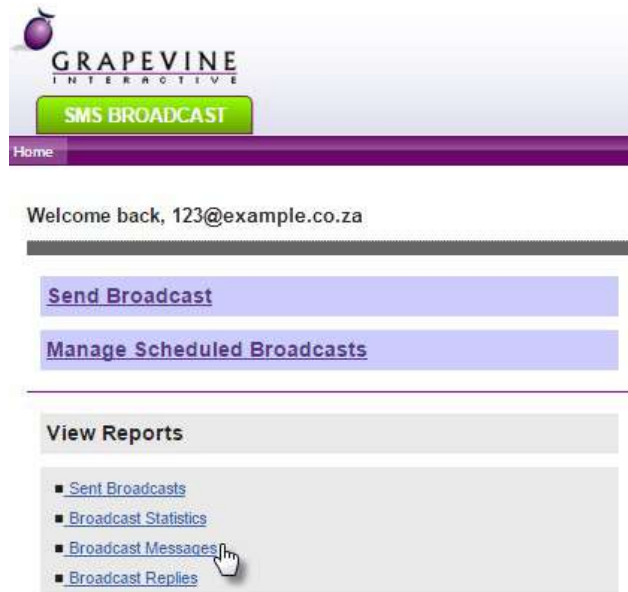 GRAPEVINE
INTERACTIVE
SMS BROADCAST
Home
Welcome back, 123@example.co.za
Send Broadcast
Manage Scheduled Broadcasts
View Reports
Sent Broadcasts
Broadcast Statistics
Broadcast Messages
Broadcast Replies